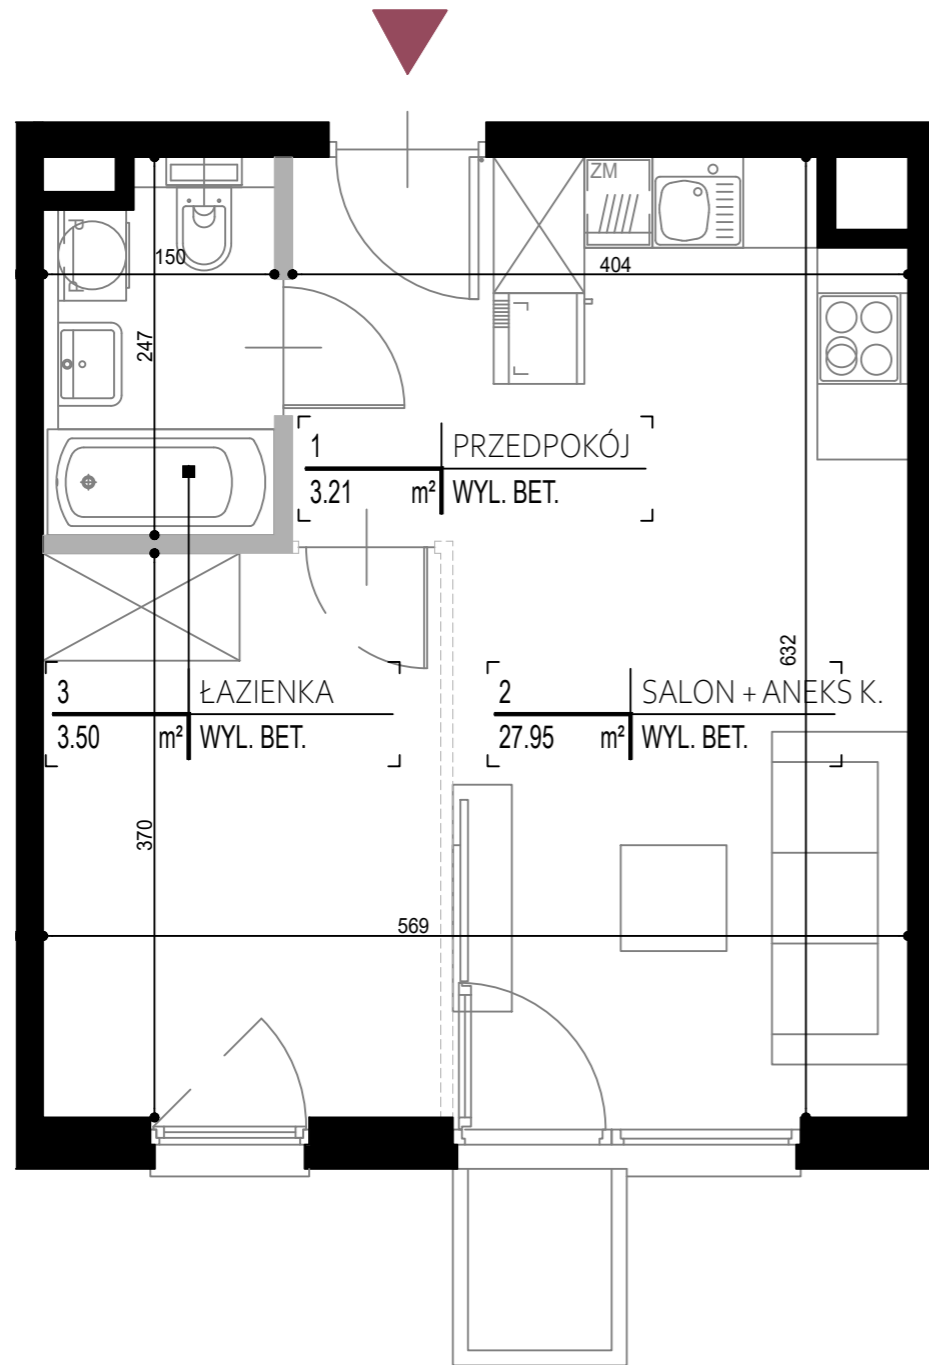 ZM
P
R
150
404
247
1 PRZEDPOKÓJ
3.21 m² WYL. BET.
632
3 ŁAZIENKA
3.50 m² WYL. BET.
2 SALON + ANEKS K.
27.95 m² WYL. BET.
370
569